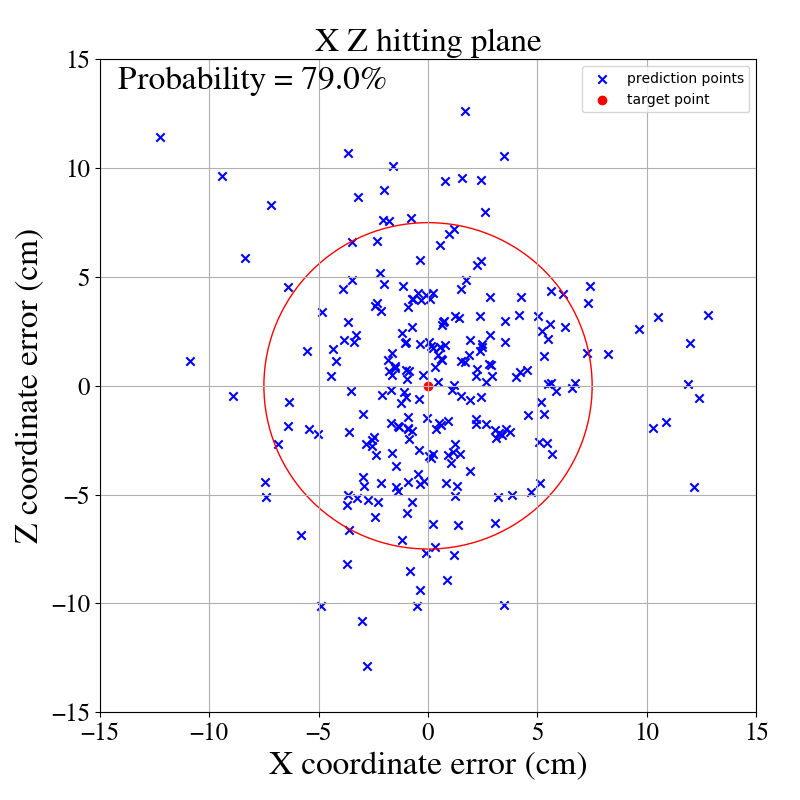 X Z hitting plane
Probability = 79.0%
prediction points
target point
15
10
5
0
−5
−10
−15
Z coordinate error (cm)
−15
−10
−5
0
5
10
15
X coordinate error (cm)